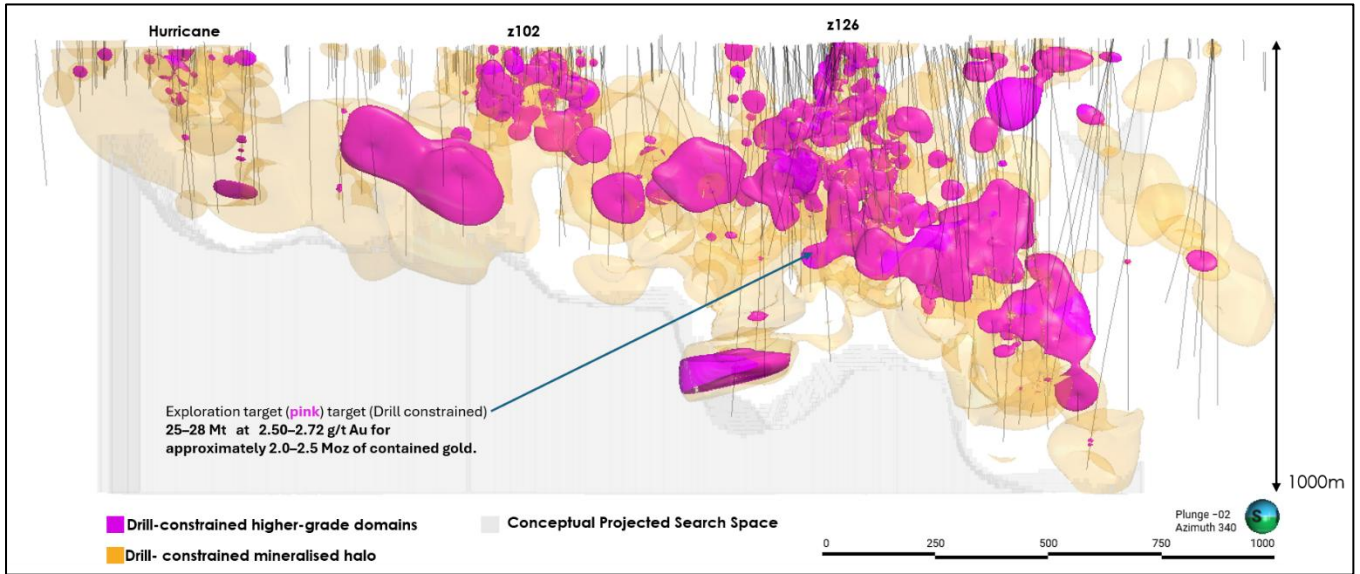 Hurricane
z102
z126
Exploration target (pink) target (Drill constrained)
25–28 Mt at 2.50–2.72 g/t Au for
approximately 2.0–2.5 Moz of contained gold.
1000m
Drill-constrained higher-grade domains
Conceptual Projected Search Space
Drill- constrained mineralised halo
Plunge -02
Azimuth 340
S
0 250 500 750 1000